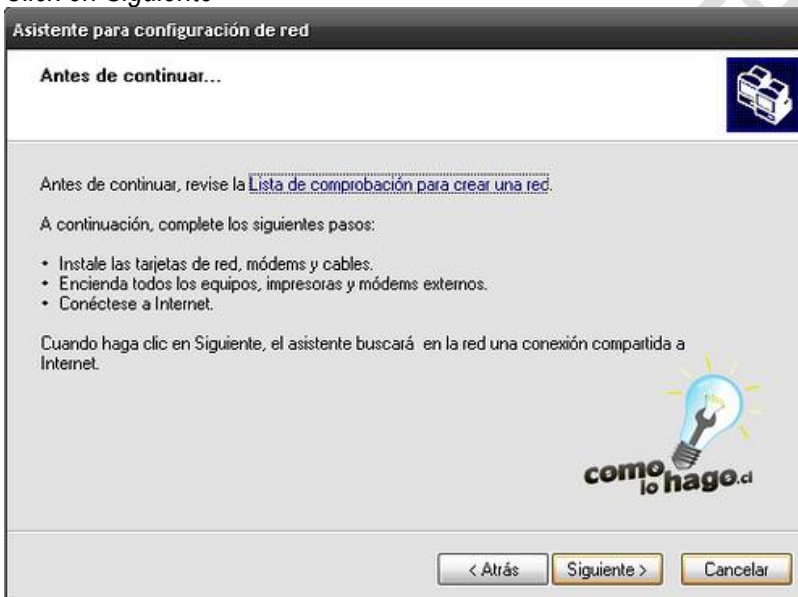 Click en Siguiente
Asistente para configuración de red
Antes de continuar...
Antes de continuar, revise la Lista de comprobación para crear una red.
A continuación, complete los siguientes pasos:
• Instale las tarjetas de red, módems y cables.
• Encienda todos los equipos, impresoras y módems externos.
• Conéctese a Internet.
Cuando haga clic en Siguiente, el asistente buscará en la red una conexión compartida a
Internet.
como
lo hago.cl
< Atrás Siguiente > Cancelar